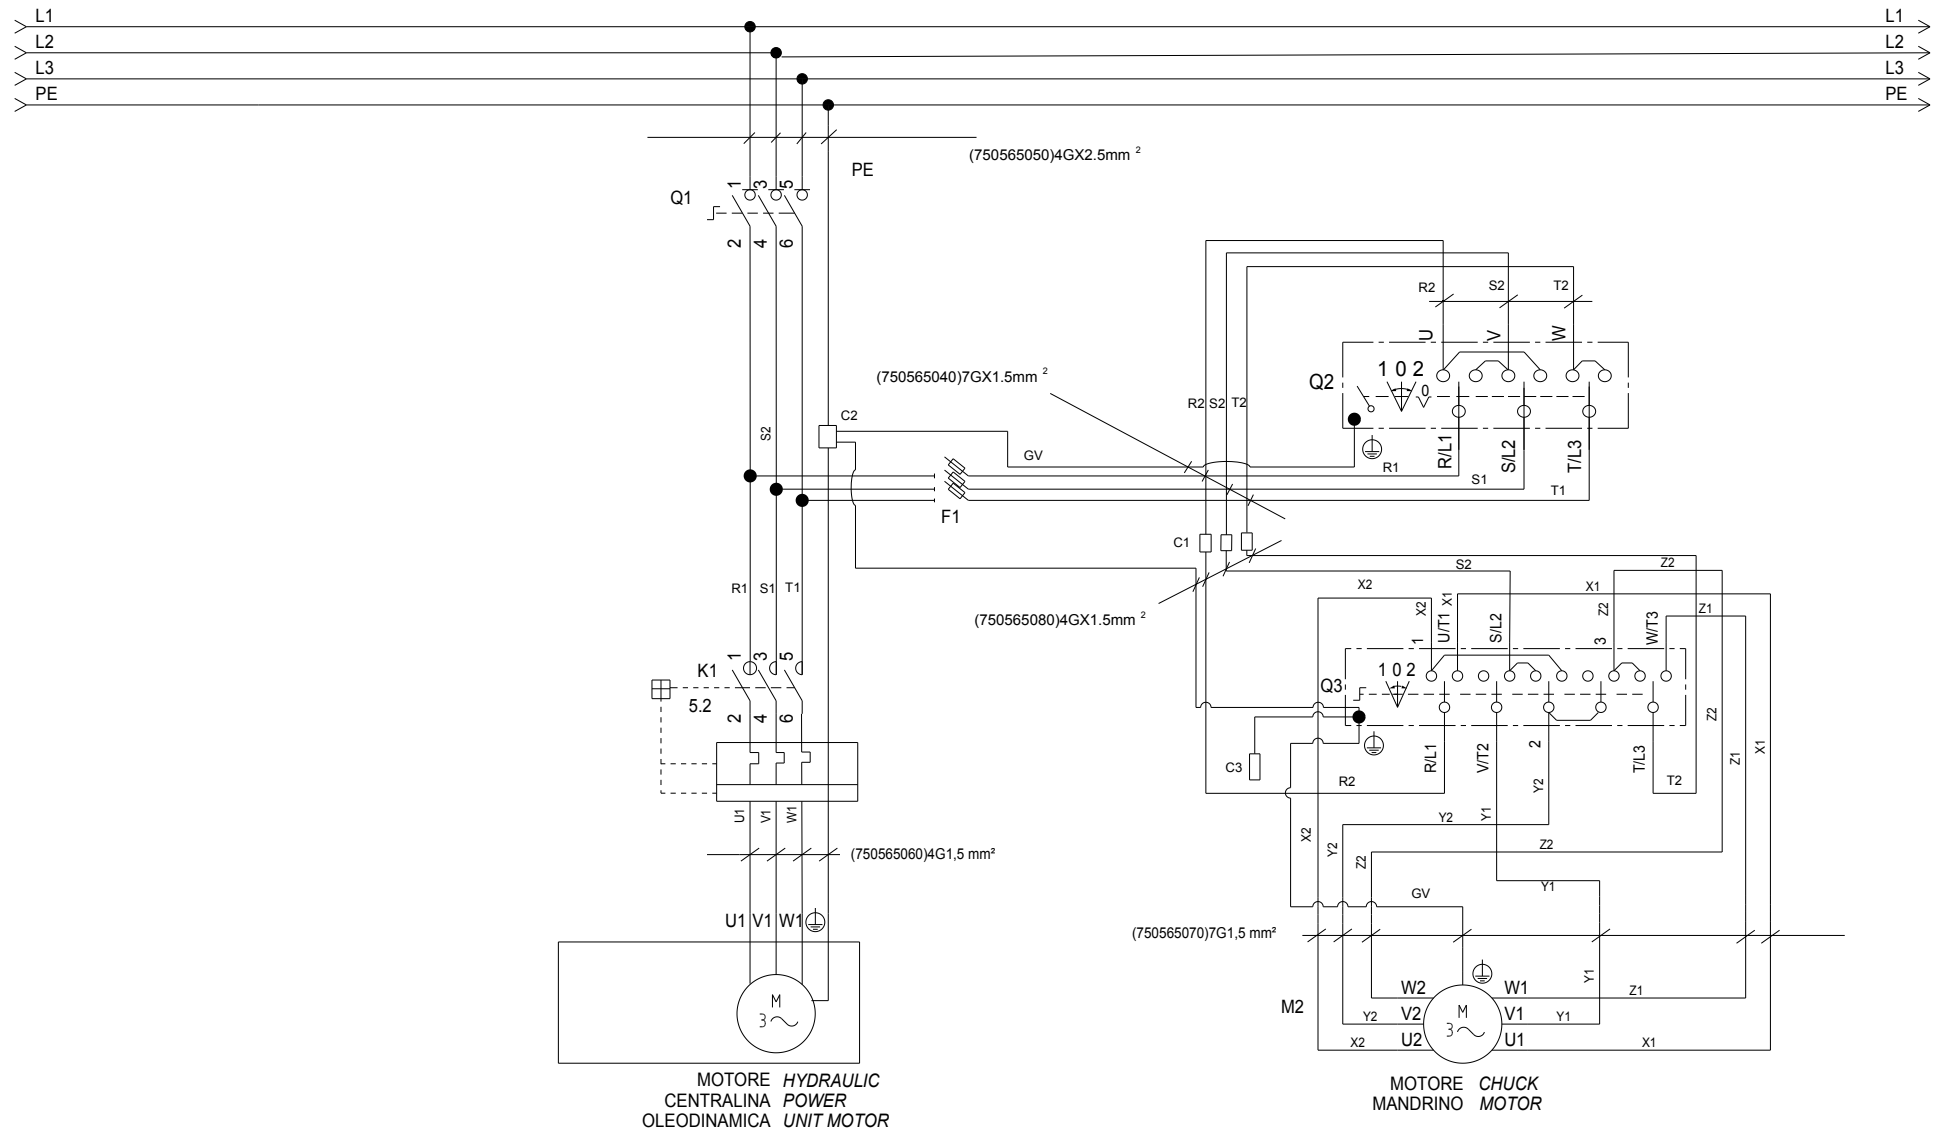 L1 L1
L2 L2
L3 L3
PE PE
(750565050)4GX2.5mm ²
PE
Q1
1 3 5
2 4 6
R2 S2 T2
U V W
(750565040)7GX1.5mm ²
Q2
1 0 2
0
R2 S2 T2
C2
S2
GV
R1
R/L1 S/L2 T/L3
S1
T1
F1
C1
R1 S1 T1
(750565080)4GX1.5mm ²
S2
Z2
X2
X1
X2 X1 Z2 Z1
1 U/T1 S/L2 3 W/T3
K1
5.2
1 3 5
2 4 6
Q3
1 0 2
Z2
C3
R/L1 V/T2 2 T/L3
R2
Y2
T2
Z1 X1
U1 V1 W1
Y2
Y1
X2 Y2 Z2
Z2
(750565060)4G1,5 mm²
Y1
GV
U1 V1 W1
(750565070)7G1,5 mm²
Y1
M
3
M2
W2 W1 Z1
Y2 V2 V1 Y1
X2 U2 U1 X1
M
3
MOTORE HYDRAULIC
CENTRALINA POWER
OLEODINAMICA UNIT MOTOR
MOTORE CHUCK
MANDRINO MOTOR